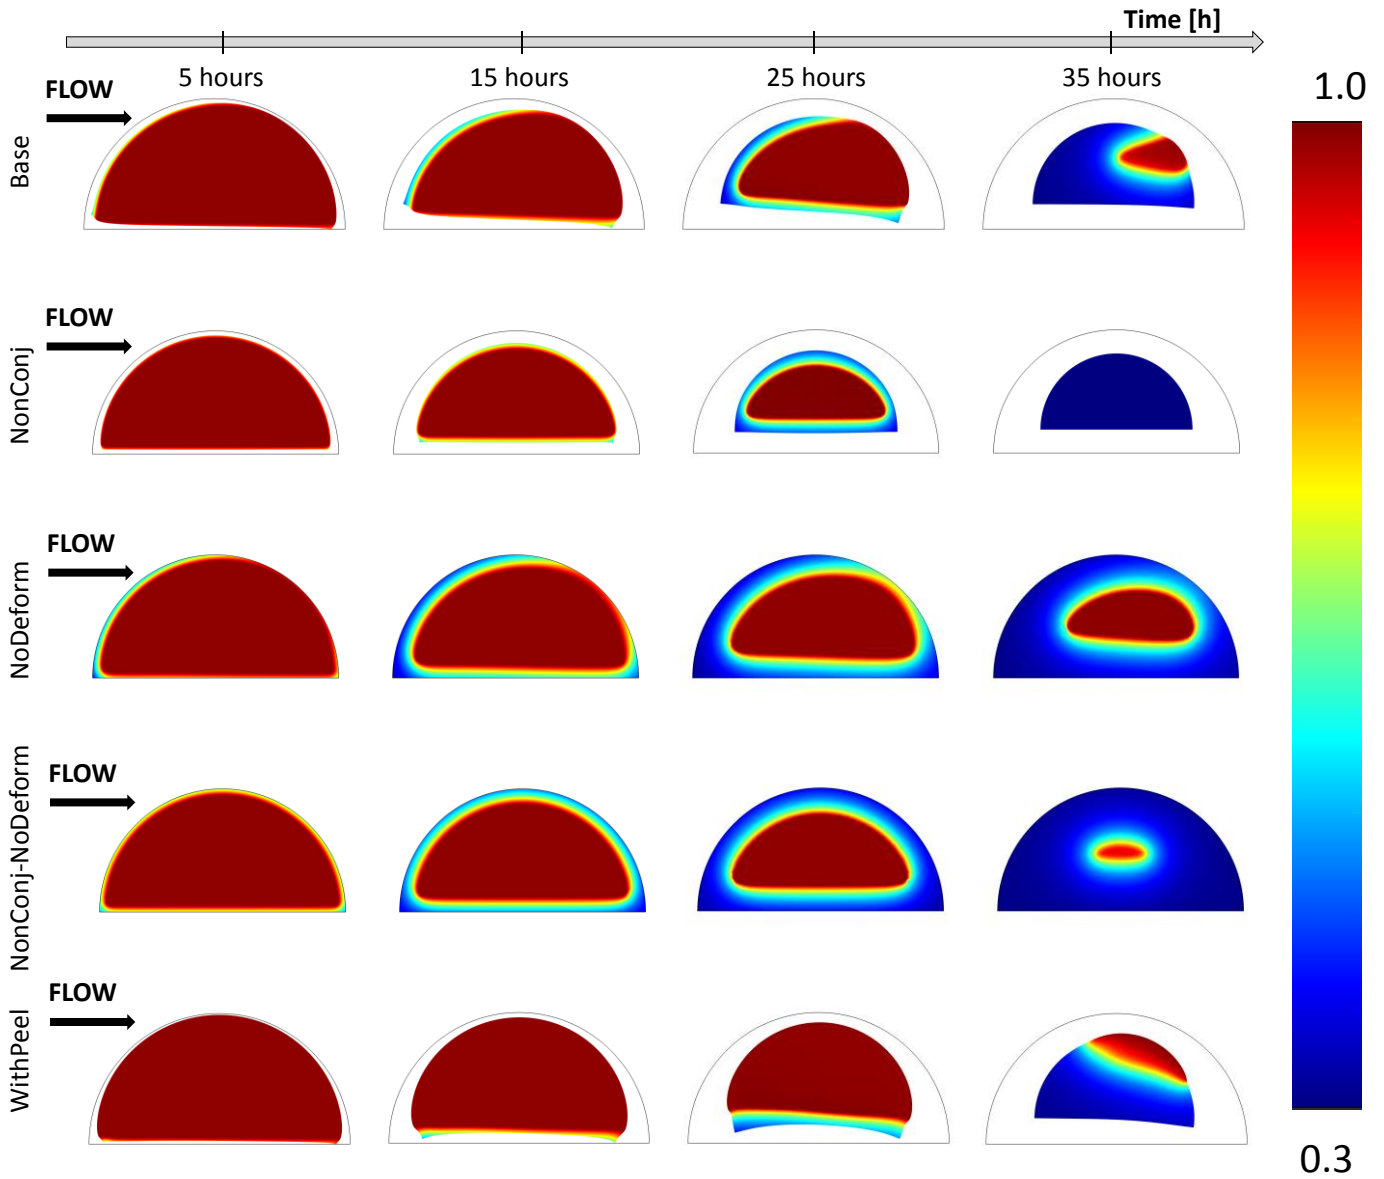 Time [h]
5 hours
15 hours
25 hours
35 hours
1.0
FLOW
Base
FLOW
NonConj
FLOW
NoDeform
FLOW
NonConj-NoDeform
FLOW
WithPeel
0.3